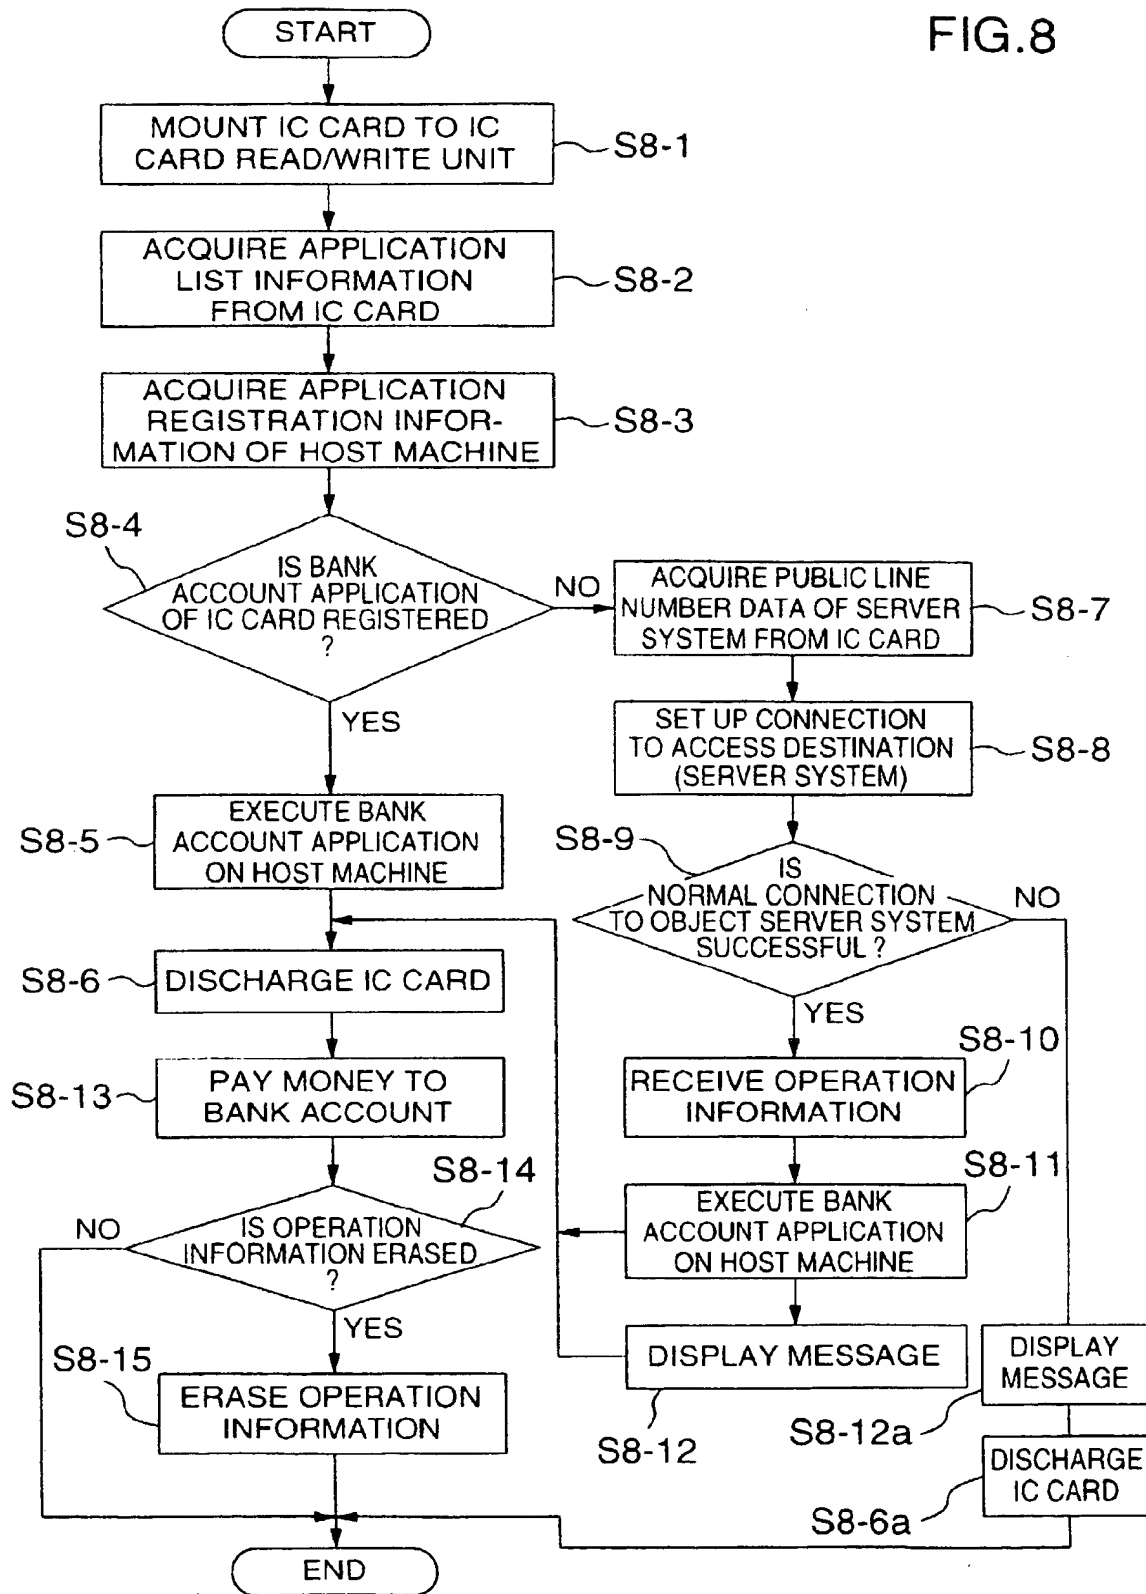 FIG.8
START
MOUNT IC CARD TO IC
CARD READ/WRITE UNIT
S8-1
ACQUIRE APPLICATION
LIST INFORMATION
FROM IC CARD
S8-2
ACQUIRE APPLICATION
REGISTRATION INFOR-
MATION OF HOST MACHINE
S8-3
S8-4
IS BANK
ACCOUNT APPLICATION
OF IC CARD REGISTERED
?
NO
YES
ACQUIRE PUBLIC LINE
NUMBER DATA OF SERVER
SYSTEM FROM IC CARD
S8-7
SET UP CONNECTION
TO ACCESS DESTINATION
(SERVER SYSTEM)
S8-8
S8-5
EXECUTE BANK
ACCOUNT APPLICATION
ON HOST MACHINE
S8-9
IS
NORMAL CONNECTION
TO OBJECT SERVER SYSTEM
SUCCESSFUL ?
NO
YES
S8-6
DISCHARGE IC CARD
S8-13
PAY MONEY TO
BANK ACCOUNT
S8-10
RECEIVE OPERATION
INFORMATION
S8-14
IS OPERATION
INFORMATION ERASED
?
NO
YES
S8-11
EXECUTE BANK
ACCOUNT APPLICATION
ON HOST MACHINE
S8-15
ERASE OPERATION
INFORMATION
DISPLAY MESSAGE
S8-12
DISPLAY
MESSAGE
S8-12a
DISCHARGE
IC CARD
S8-6a
END